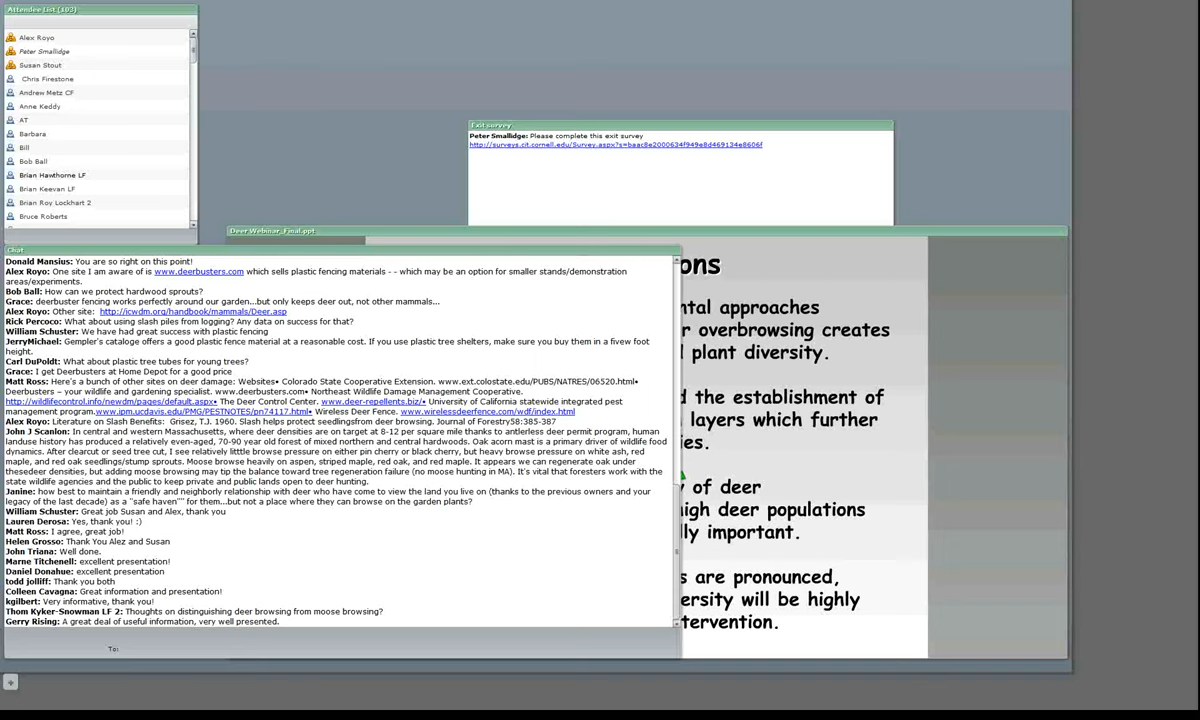 Attendee List (103)
Alex Royo
Peter Smallidge
Susan Stout
Chris Firestone
Andrew Metz CF
Anne Keddy
AT
Barbara
Bill
Bob Ball
Brian Hawthorne LF
Brian Keevan LF
Brian Roy Lockhart 2
Bruce Roberts
Exit survey
Peter Smallidge: Please complete this exit survey
http://surveys.cit.cornell.edu/Survey.aspx?s=baac8e2000634f949e8d469134e8606f
Deer Webinar_Final.ppt
Chat
Donald Mansius: You are so right on this point!
Alex Royo: One site I am aware of is www.deerbusters.com which sells plastic fencing materials - - which may be an option for smaller stands/demonstration
areas/experiments.
Bob Ball: How can we protect hardwood sprouts?
Grace: deerbuster fencing works perfectly around our garden...but only keeps deer out, not other mammals...
Alex Royo: Other site: http://icwdm.org/handbook/mammals/Deer.asp
Rick Percoco: What about using slash piles from logging? Any data on success for that?
William Schuster: We have had great success with plastic fencing
JerryMichael: Gempler's cataloge offers a good plastic fence material at a reasonable cost. If you use plastic tree shelters, make sure you buy them in a fivew foot
height.
Carl DuPoldt: What about plastic tree tubes for young trees?
Grace: I get Deerbusters at Home Depot for a good price
Matt Ross: Here's a bunch of other sites on deer damage: Websites• Colorado State Cooperative Extension. www.ext.colostate.edu/PUBS/NATRES/06520.html•
Deerbusters – your wildlife and gardening specialist. www.deerbusters.com• Northeast Wildlife Damage Management Cooperative.
http://wildlifecontrol.info/newdm/pages/default.aspx• The Deer Control Center. www.deer-repellents.biz/• University of California statewide integrated pest
management program.www.ipm.ucdavis.edu/PMG/PESTNOTES/pn74117.html• Wireless Deer Fence. www.wirelessdeerfence.com/wdf/index.html
Alex Royo: Literature on Slash Benefits: Grisez, T.J. 1960. Slash helps protect seedlingsfrom deer browsing. Journal of Forestry58:385-387
John J Scanlon: In central and western Massachusetts, where deer densities are on target at 8-12 per square mile thanks to antlerless deer permit program, human
landuse history has produced a relatively even-aged, 70-90 year old forest of mixed northern and central hardwoods. Oak acorn mast is a primary driver of wildlife food
dynamics. After clearcut or seed tree cut, I see relatively litttle browse pressure on either pin cherry or black cherry, but heavy browse pressure on white ash, red
maple, and red oak seedlings/stump sprouts. Moose browse heavily on aspen, striped maple, red oak, and red maple. It appears we can regenerate oak under
thesedeer densities, but adding moose browsing may tip the balance toward tree regeneration failure (no moose hunting in MA). It's vital that foresters work with the
state wildlife agencies and the public to keep private and public lands open to deer hunting.
Janine: how best to maintain a friendly and neighborly relationship with deer who have come to view the land you live on (thanks to the previous owners and your
legacy of the last decade) as a "safe haven"" for them...but not a place where they can browse on the garden plants?
William Schuster: Great job Susan and Alex, thank you
Lauren Derosa: Yes, thank you! :)
Matt Ross: I agree, great job!
Helen Grosso: Thank You Alez and Susan
John Triana: Well done.
Marne Titchenell: excellent presentation!
Daniel Donahue: excellent presentation
todd jolliff: Thank you both
Colleen Cavagna: Great information and presentation!
kgilbert: Very informative, thank you!
Thom Kyker-Snowman LF 2: Thoughts on distinguishing deer browsing from moose browsing?
Gerry Rising: A great deal of useful information, very well presented.
To:
ons
ntal approaches
r overbrowsing creates
l plant diversity.
d the establishment of
layers which further
ies.
y of deer
igh deer populations
lly important.
s are pronounced,
ersity will be highly
tervention.